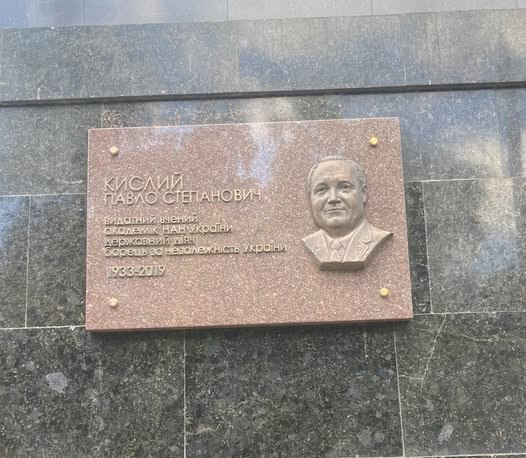 КИСЛИЙ
ПАВЛО СТЕПАНОВИЧ
видатний вчений
академік НАН України
державний діяч
борець за незалежність України
1933-2019